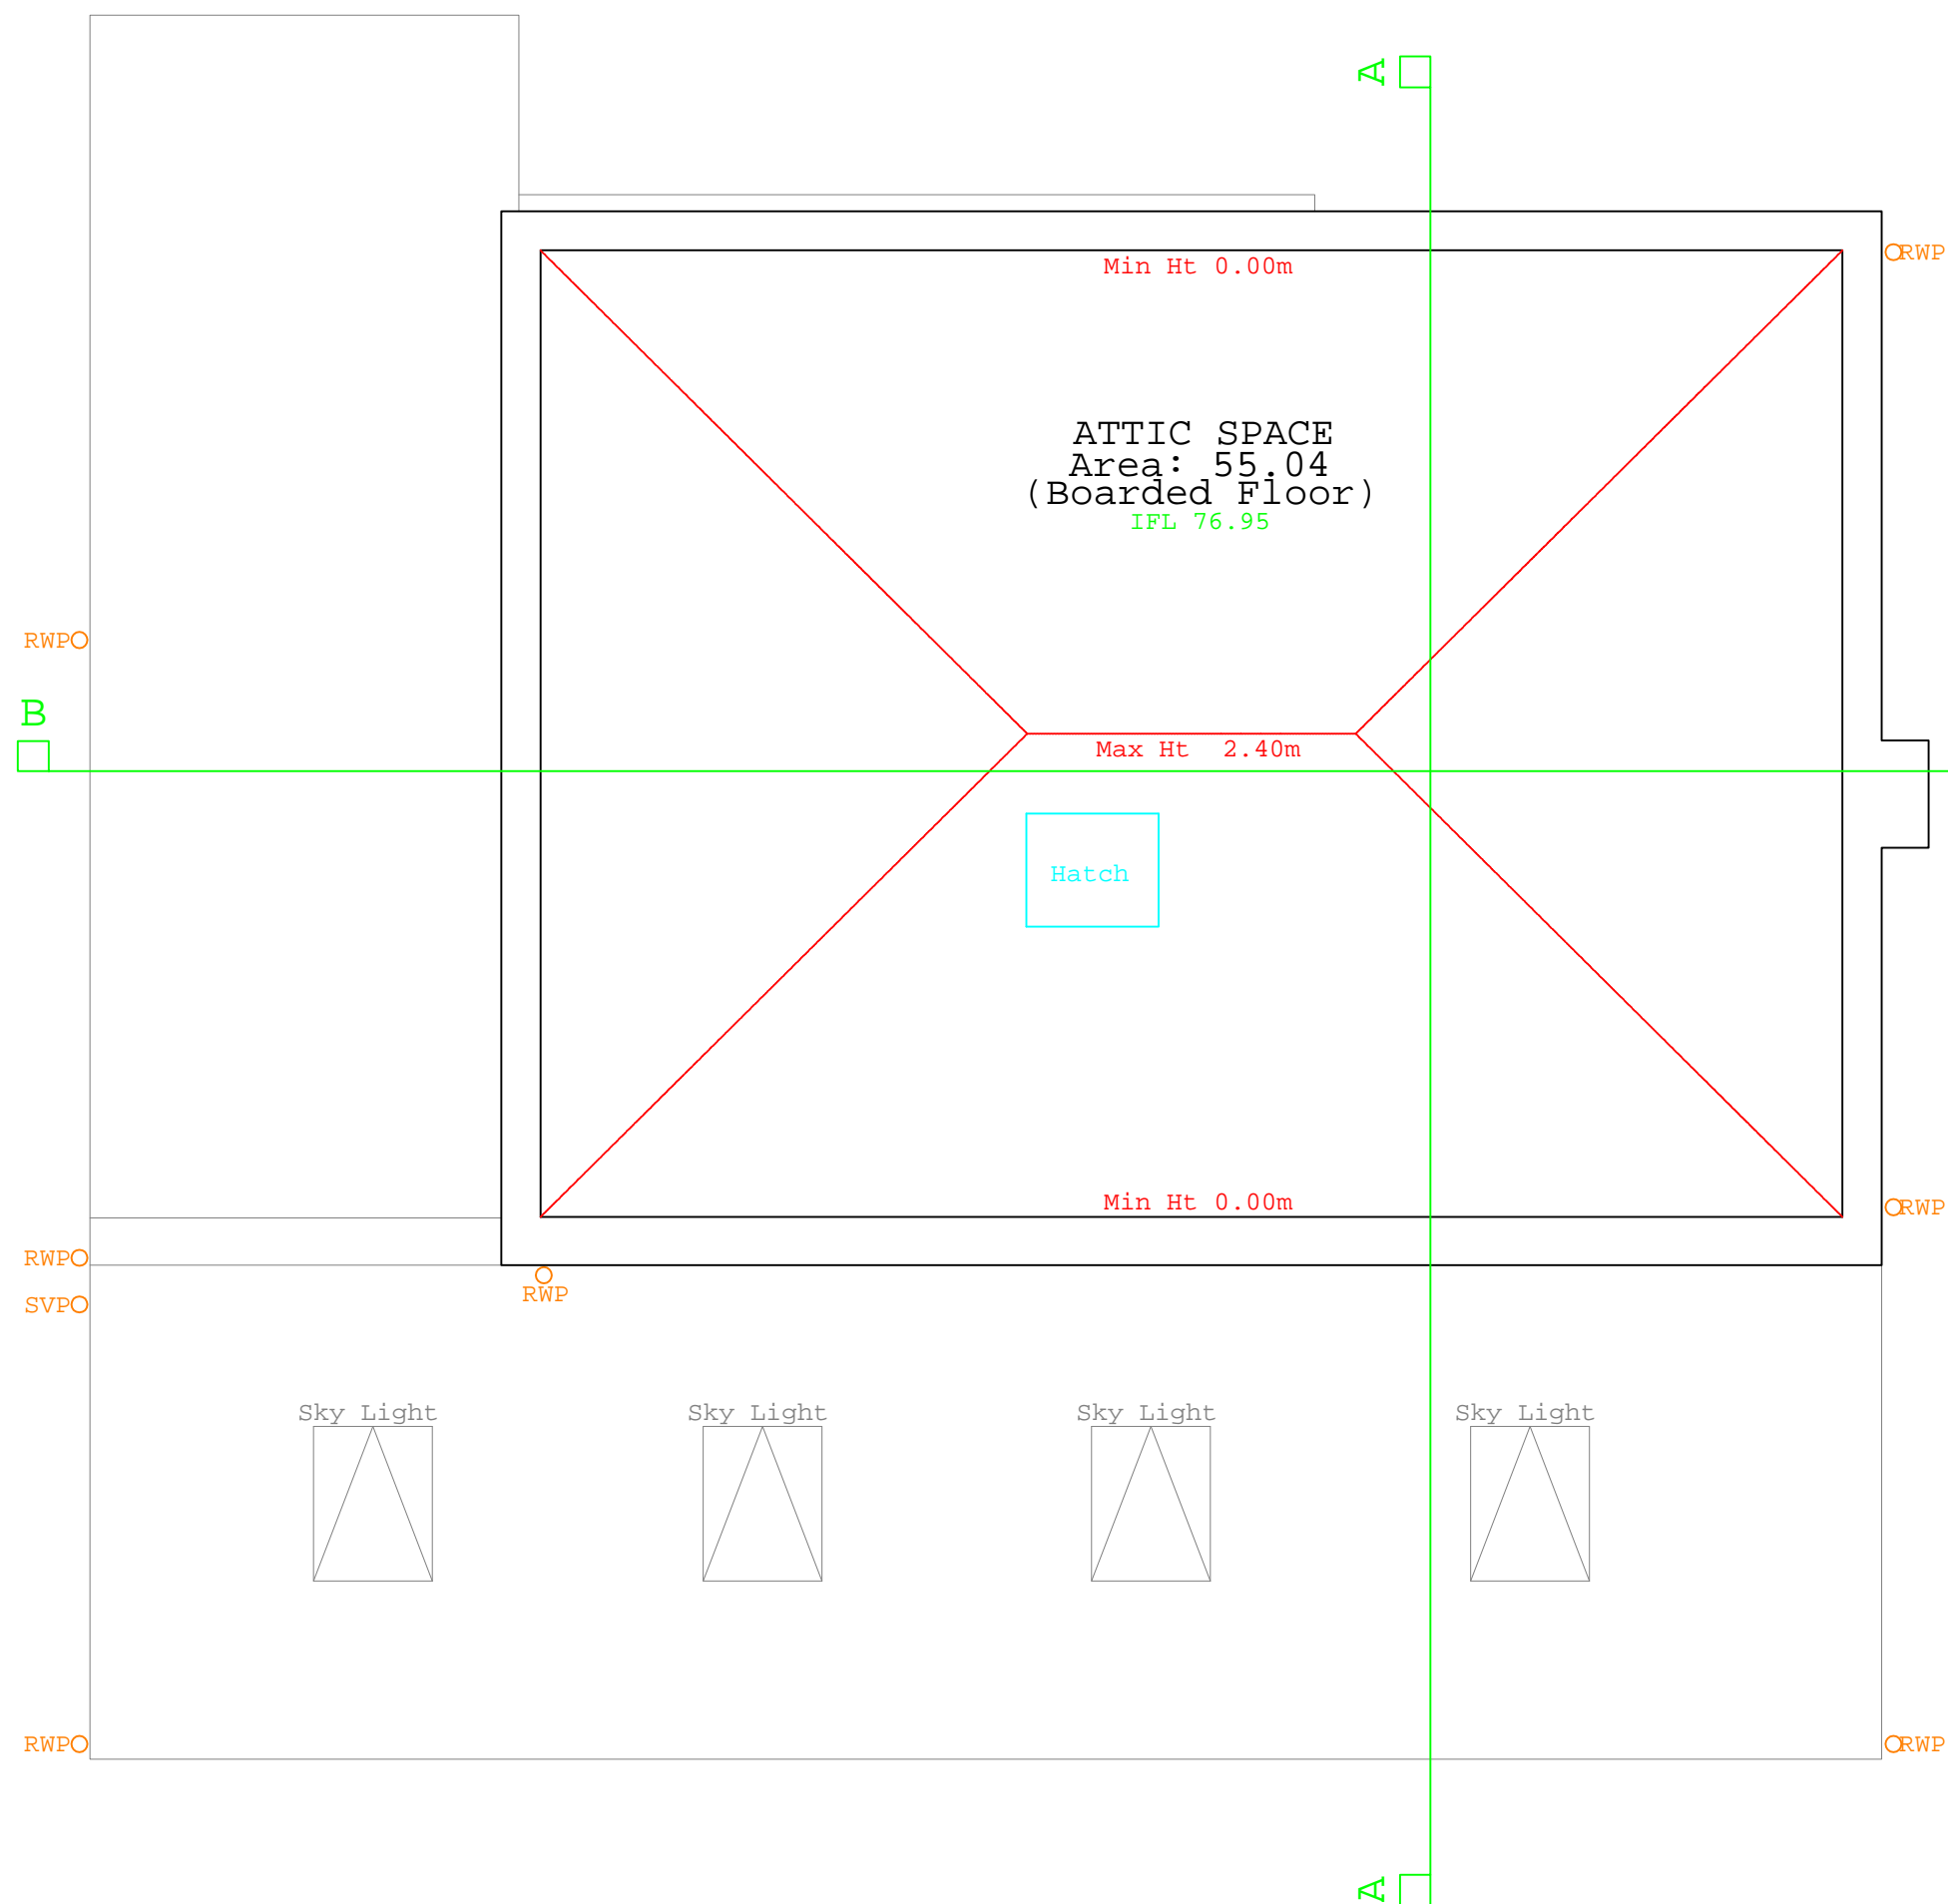 A
Min Ht 0.00m
RWP
ATTIC SPACE
Area: 55.04
(Boarded Floor)
IFL 76.95
RWP
B
Max Ht 2.40m
Hatch
Min Ht 0.00m
RWP
RWP
SVP
RWP
Sky Light
Sky Light
Sky Light
Sky Light
RWP
RWP
A